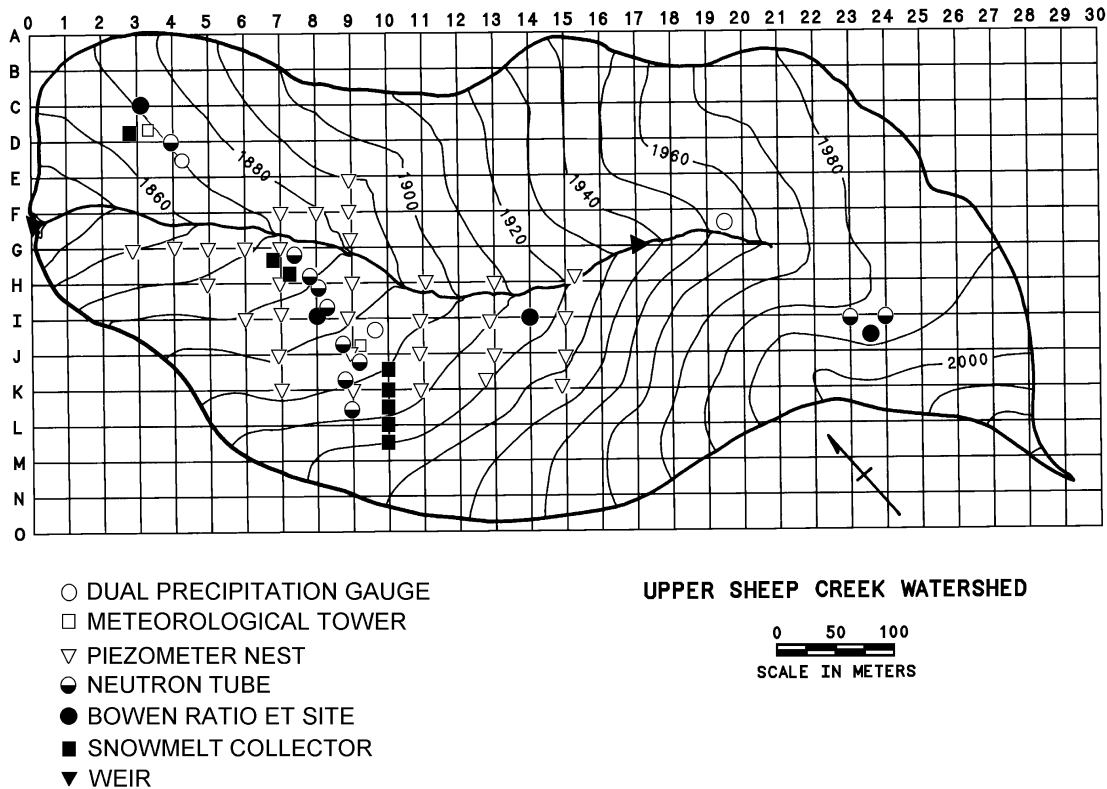 0 1 2 3 4 5 6 7 8 9 10 11 12 13 14 15 16 17 18 19 20 21 22 23 24 25 26 27 28 29 30
A
B
C
D
E
F
G
H
I
J
K
L
M
N
O
1860
1880
1900
1920
1940
1960
1980
2000
DUAL PRECIPITATION GAUGE
METEOROLOGICAL TOWER
PIEZOMETER NEST
NEUTRON TUBE
BOWEN RATIO ET SITE
SNOWMELT COLLECTOR
WEIR
UPPER SHEEP CREEK WATERSHED
0 50 100
SCALE IN METERS